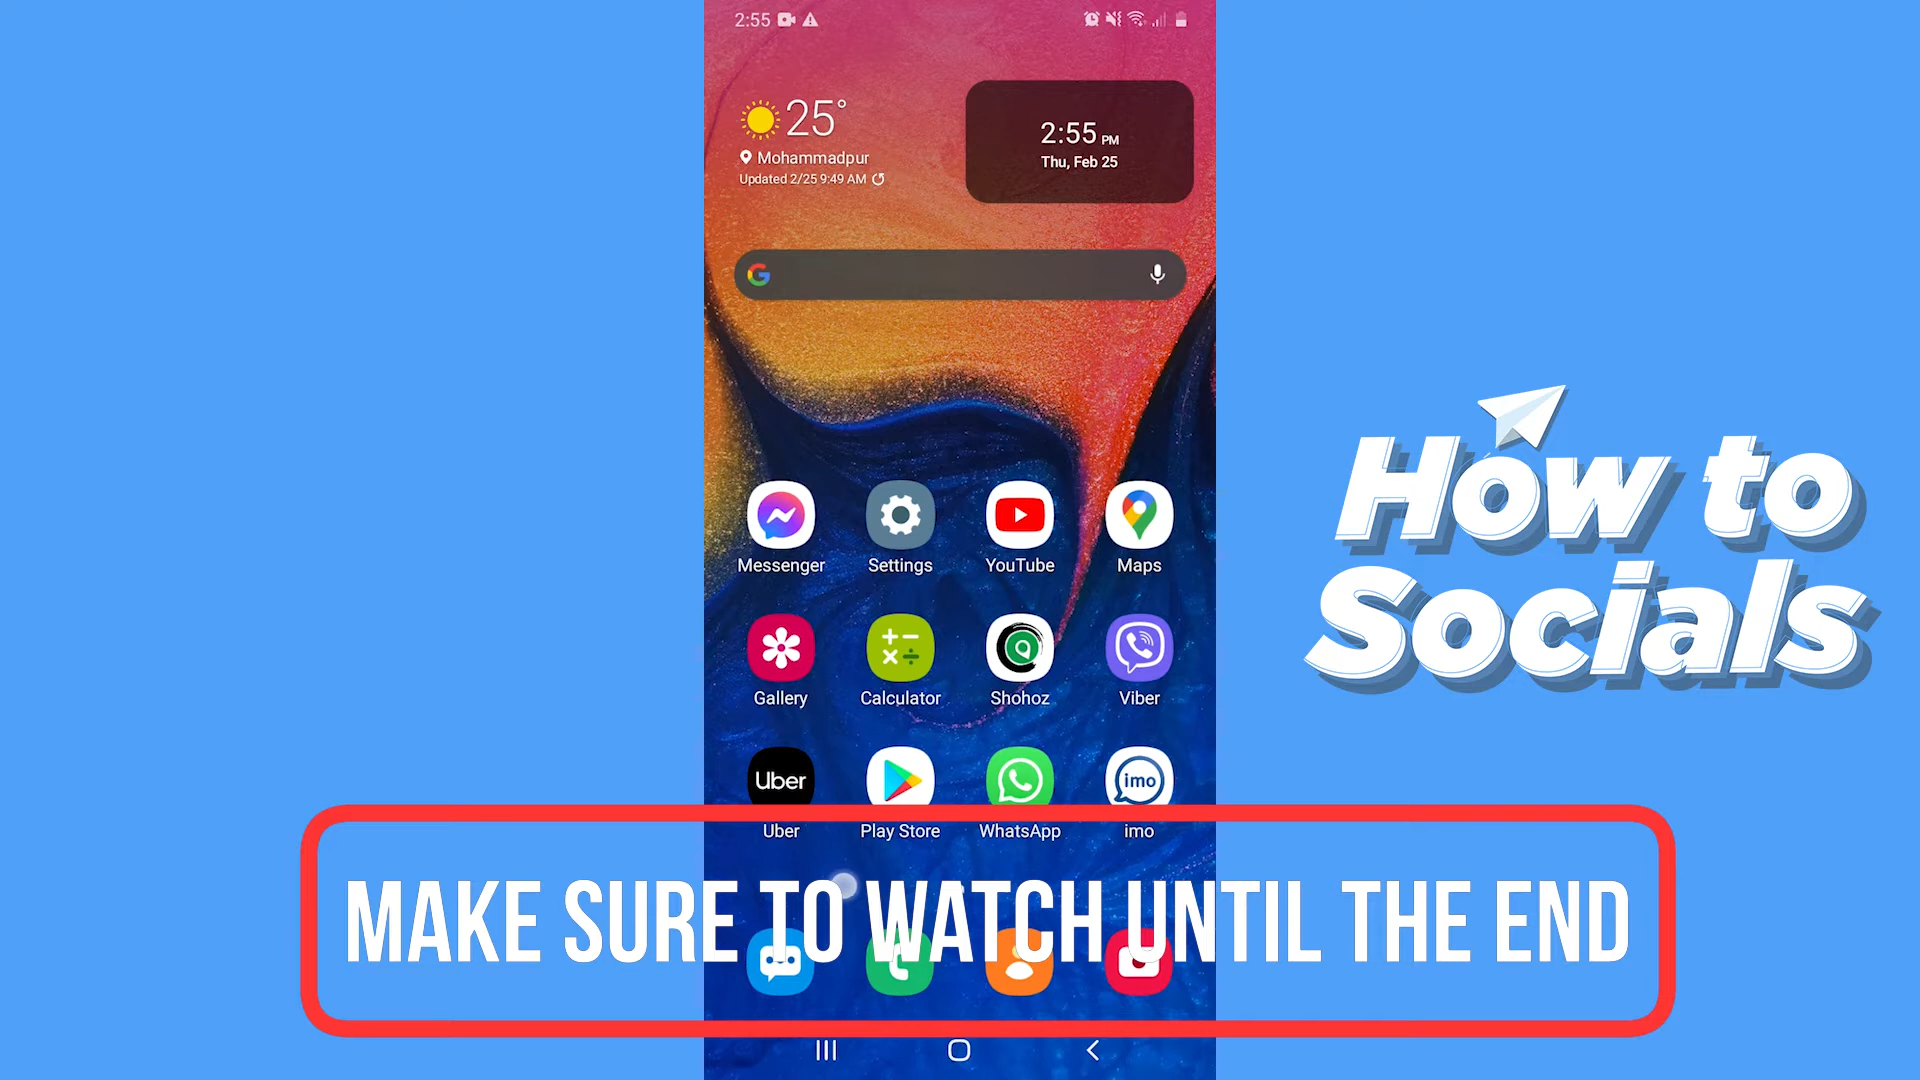 2:55
25°
Mohammadpur
Updated 2/25 9:49 AM
2:55 PM
Thu, Feb 25
Messenger Settings YouTube Maps
Gallery Calculator Shohoz Viber
Uber imo
Uber Play Store WhatsApp imo
How to
Socials
MAKE SURE TO WATCH UNTIL THE END